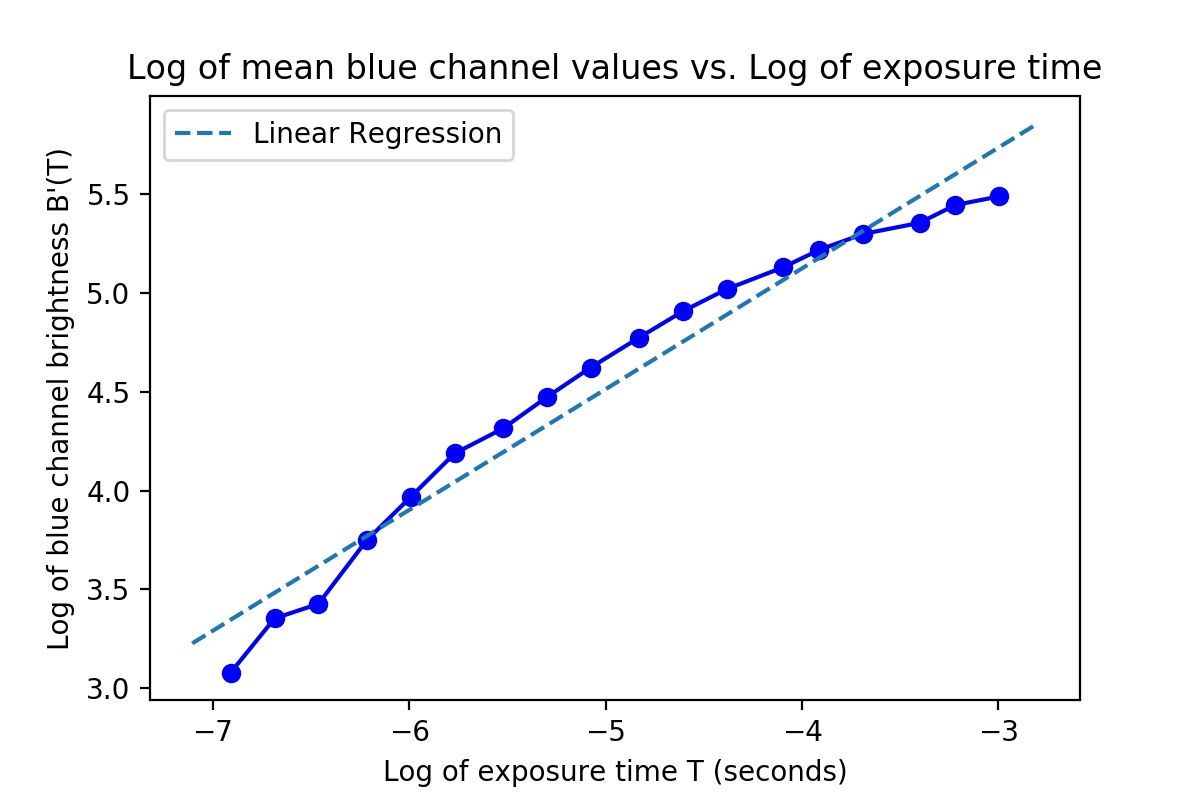 Log of mean blue channel values vs. Log of exposure time
Linear Regression
Log of blue channel brightness B'(T)
5.5
5.0
4.5
4.0
3.5
3.0
−7
−6
−5
−4
−3
Log of exposure time T (seconds)